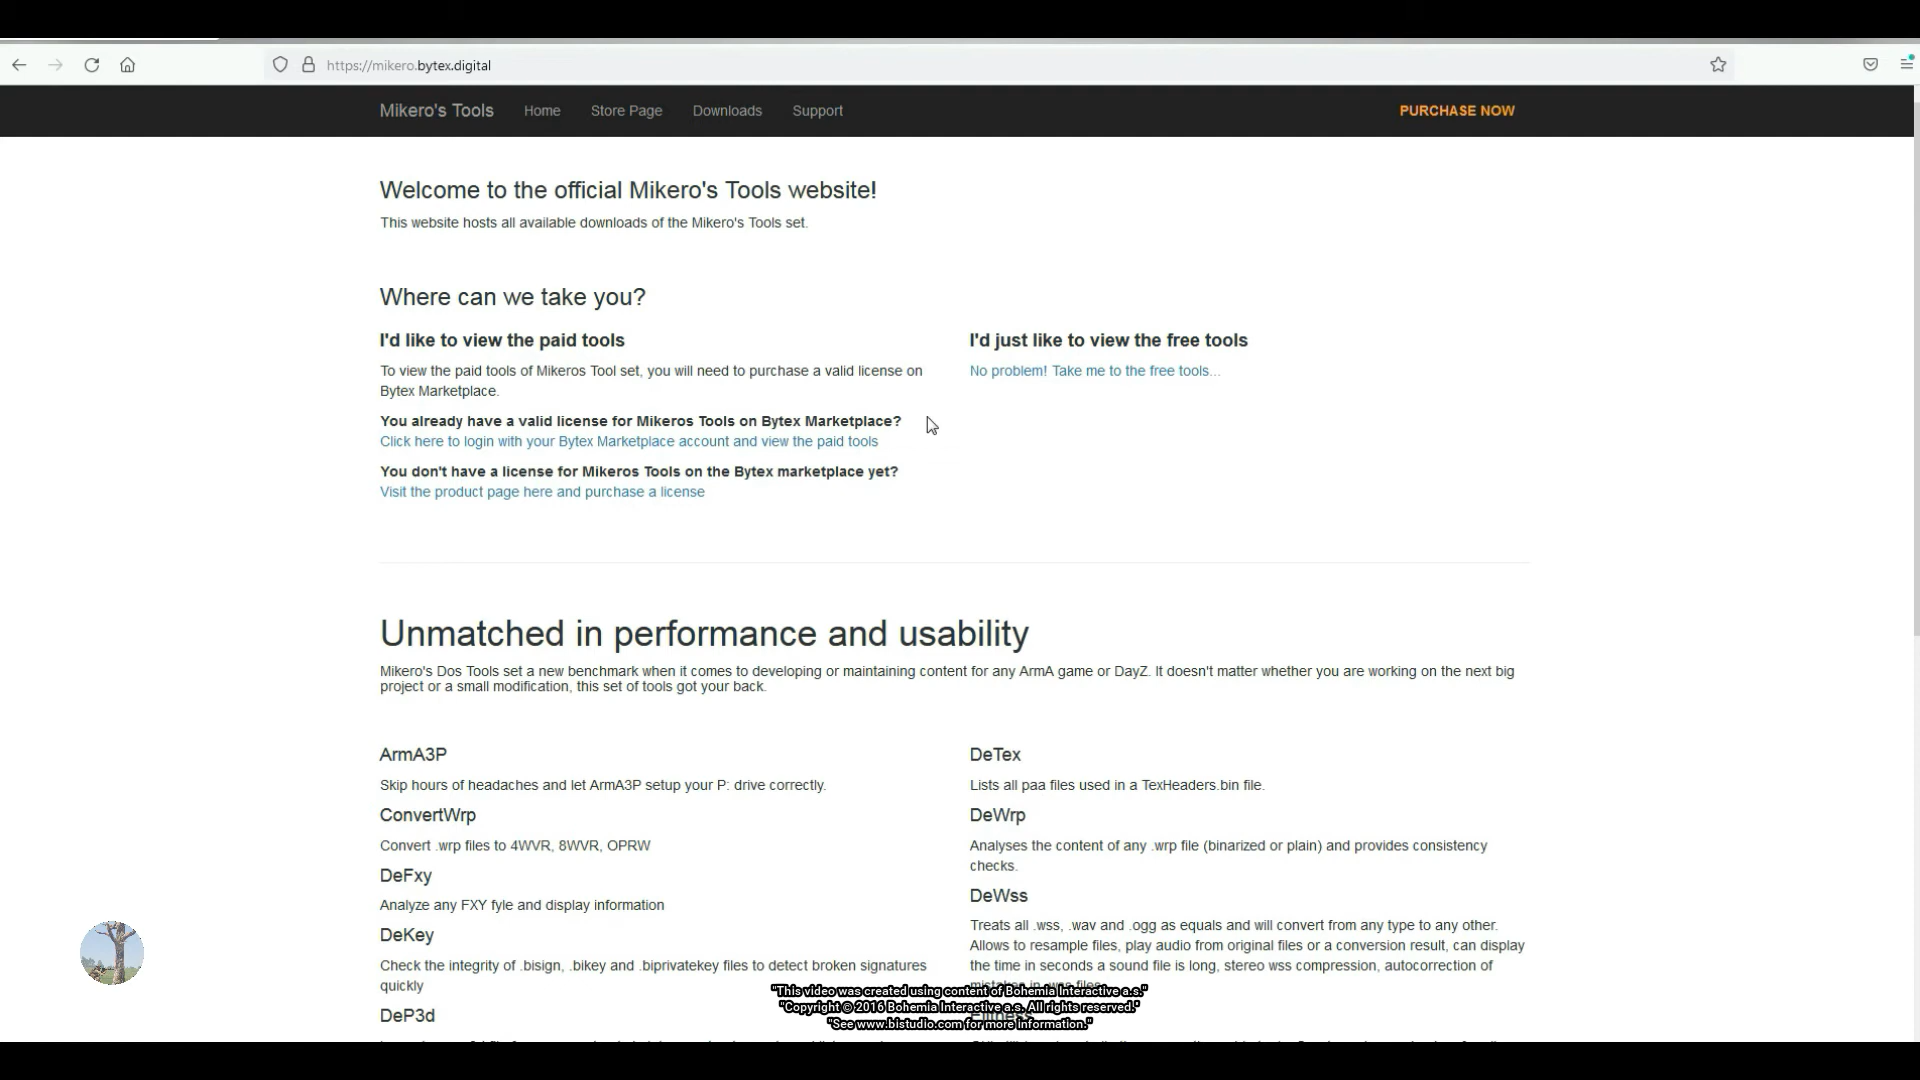 https://mikero.bytex.digital
Mikero's Tools Home Store Page Downloads Support PURCHASE NOW
Welcome to the official Mikero's Tools website!
This website hosts all available downloads of the Mikero's Tools set.
Where can we take you?
I'd like to view the paid tools
To view the paid tools of Mikeros Tool set, you will need to purchase a valid license on
Bytex Marketplace.
You already have a valid license for Mikeros Tools on Bytex Marketplace?
Click here to login with your Bytex Marketplace account and view the paid tools
You don't have a license for Mikeros Tools on the Bytex marketplace yet?
Visit the product page here and purchase a license
I'd just like to view the free tools
No problem! Take me to the free tools...
Unmatched in performance and usability
Mikero's Dos Tools set a new benchmark when it comes to developing or maintaining content for any ArmA game or DayZ. It doesn't matter whether you are working on the next big
project or a small modification, this set of tools got your back.
ArmA3P
Skip hours of headaches and let ArmA3P setup your P: drive correctly.
ConvertWrp
Convert .wrp files to 4WVR, 8WVR, OPRW
DeFxy
Analyze any FXY fyle and display information
DeKey
Check the integrity of .bisign, .bikey and .biprivatekey files to detect broken signatures
quickly
DeP3d
DeTex
Lists all paa files used in a TexHeaders.bin file.
DeWrp
Analyses the content of any .wrp file (binarized or plain) and provides consistency
checks.
DeWss
Treats all .wss, .wav and .ogg as equals and will convert from any type to any other.
Allows to resample files, play audio from original files or a conversion result, can display
the time in seconds a sound file is long, stereo wss compression, autocorrection of
"This video was created using content of Bohemia Interactive a.s."
"Copyright © 2016 Bohemia Interactive a.s. All rights reserved."
"See www.bistudio.com for more information."